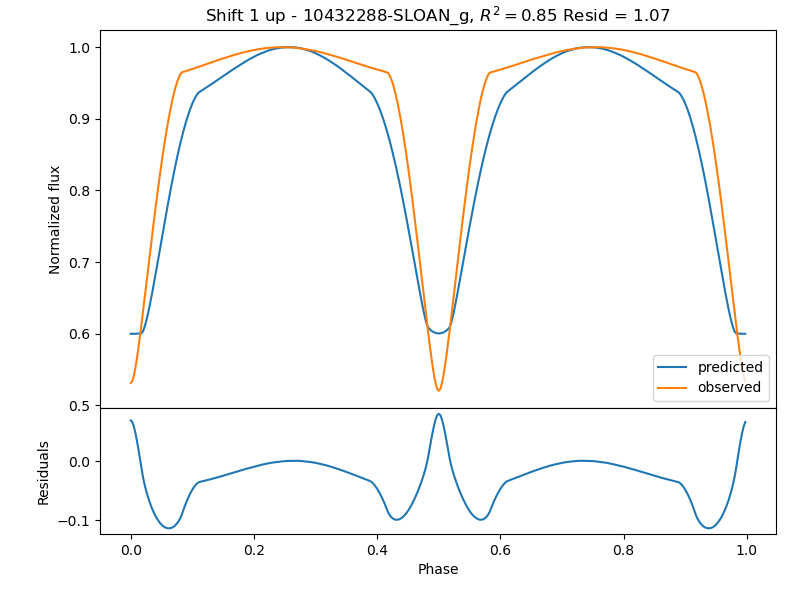 Shift 1 up - 10432288-SLOAN_g, R² = 0.85 Resid = 1.07
Normalized flux
1.0
0.9
0.8
0.7
0.6
0.5
predicted
observed
Residuals
0.0
−0.1
0.0 0.2 0.4 0.6 0.8 1.0
Phase